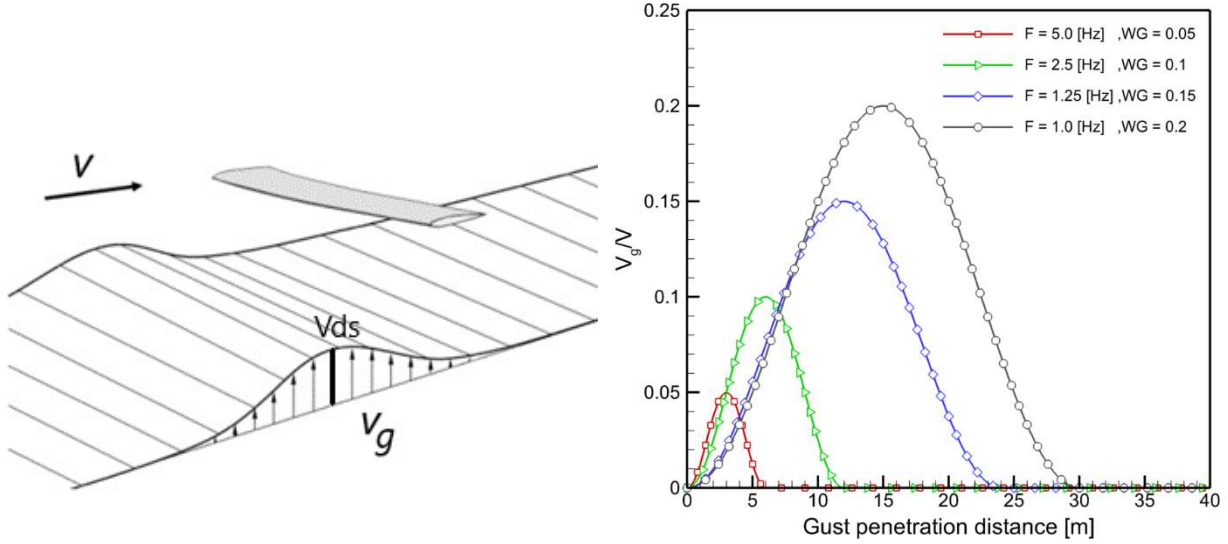 V
Vds
Vg
0.25
0.2
0.15
0.1
0.05
0
Vg/V
F = 5.0 [Hz] ,WG = 0.05
F = 2.5 [Hz] ,WG = 0.1
F = 1.25 [Hz] ,WG = 0.15
F = 1.0 [Hz] ,WG = 0.2
0 5 10 15 20 25 30 35 40
Gust penetration distance [m]